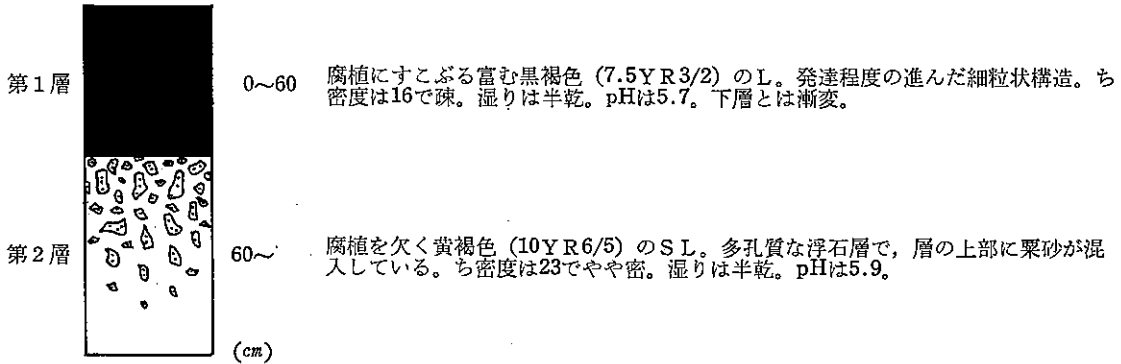 第1層
0〜60
腐植にすこぶる富む黒褐色 (7.5YR3/2) のL。発達程度の進んだ細粒状構造。ち
密度は16で疎。湿りは半乾。pHは5.7。下層とは漸変。
第2層
60〜
腐植を欠く黄褐色 (10YR6/5) のSL。多孔質な浮石層で，層の上部に粟砂が混
入している。ち密度は23でやや密。湿りは半乾。pHは5.9。
(cm)